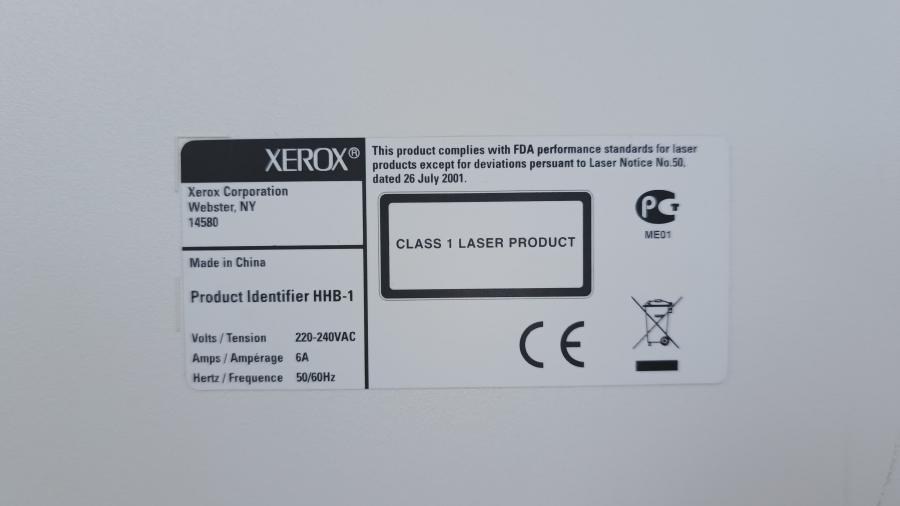 XEROX®
Xerox Corporation
Webster, NY
14580
Made in China
Product Identifier HHB-1
Volts / Tension 220-240VAC
Amps / Ampérage 6A
Hertz / Frequence 50/60Hz
This product complies with FDA performance standards for laser
products except for deviations pursuant to Laser Notice No.50,
dated 26 July 2001.
CLASS 1 LASER PRODUCT
PCT
ME01
CE